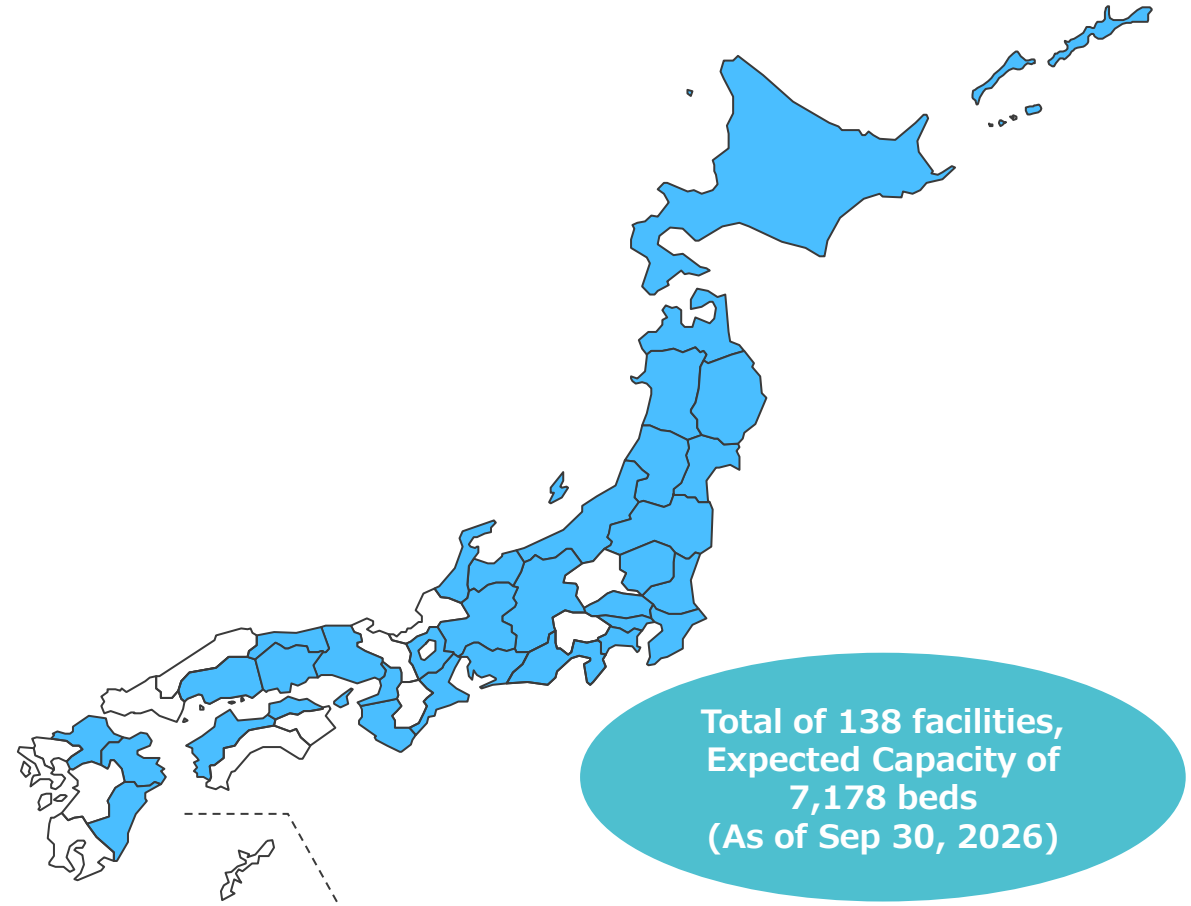 Total of 138 facilities,
Expected Capacity of
7,178 beds
(As of Sep 30, 2026)